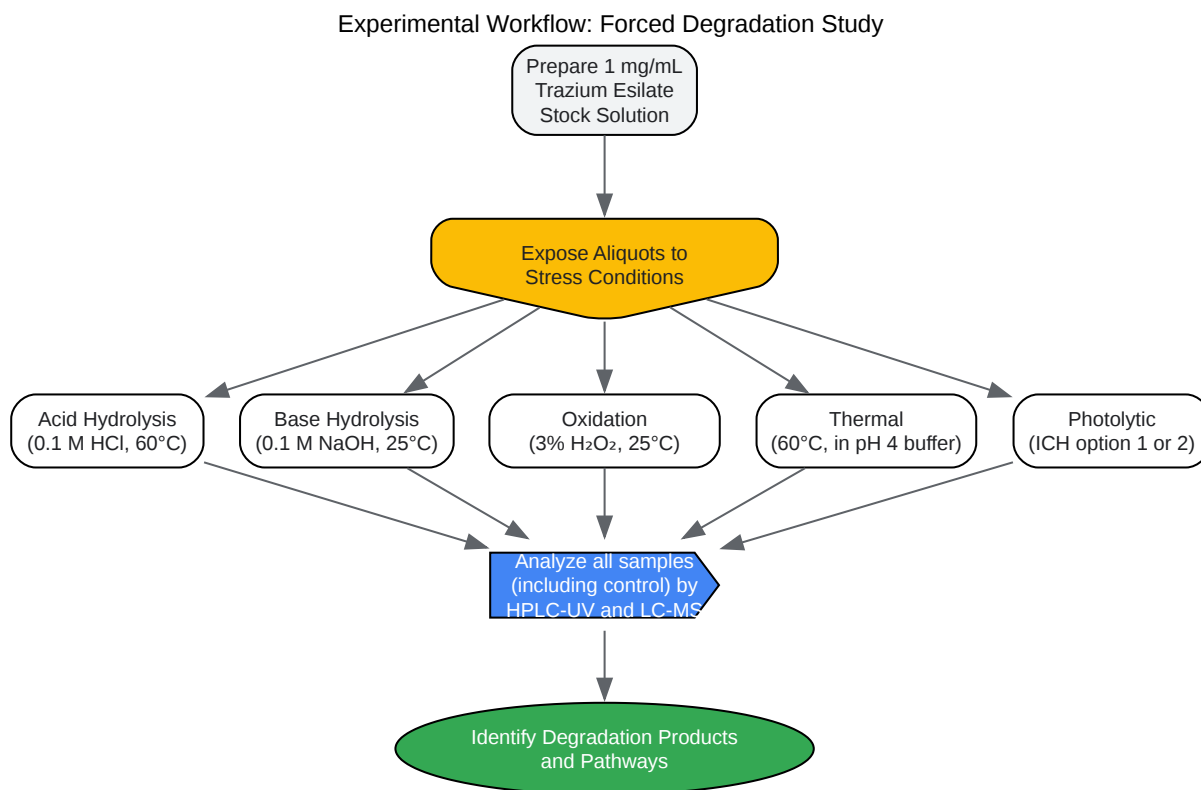 Experimental Workflow: Forced Degradation Study
Prepare 1 mg/mL
Trazium Esilate
Stock Solution
Expose Aliquots to
Stress Conditions
Acid Hydrolysis
(0.1 M HCl, 60°C)
Base Hydrolysis
(0.1 M NaOH, 25°C)
Oxidation
(3% H₂O₂, 25°C)
Thermal
(60°C, in pH 4 buffer)
Photolytic
(ICH option 1 or 2)
Analyze all samples
(including control) by
HPLC-UV and LC-MS
Identify Degradation Products
and Pathways